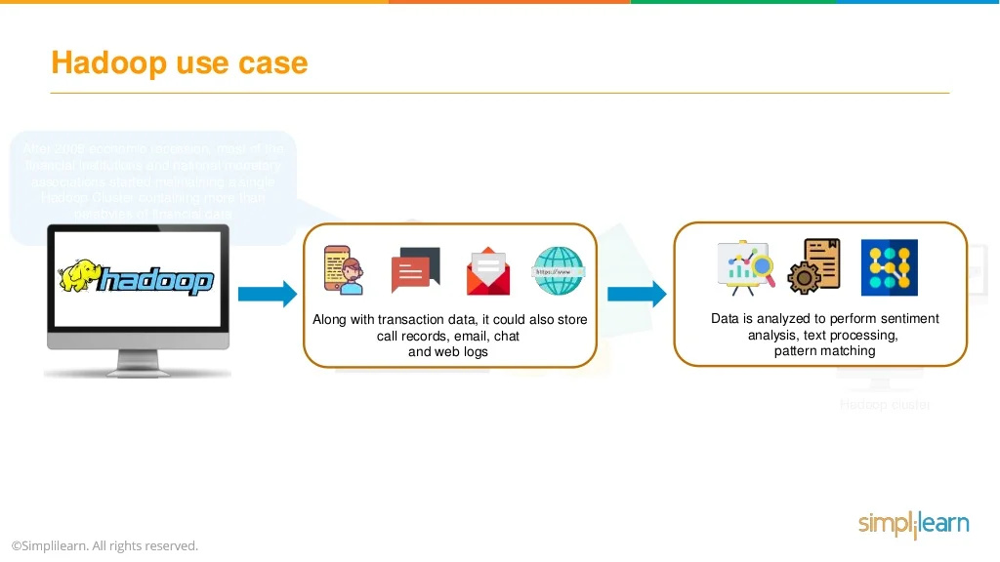 Hadoop use case
After 2008 economic recession, most of the
financial institutions and national monetary
associations started maintaining a single
Hadoop Cluster containing more than
petabytes of financial
hadoop
https://www
Along with transaction data, it could also store
call records, email, chat
and web logs
Data is analyzed to perform sentiment
analysis, text processing,
pattern matching
Hadoop cluster
simplilearn
©Simplilearn. All rights reserved.